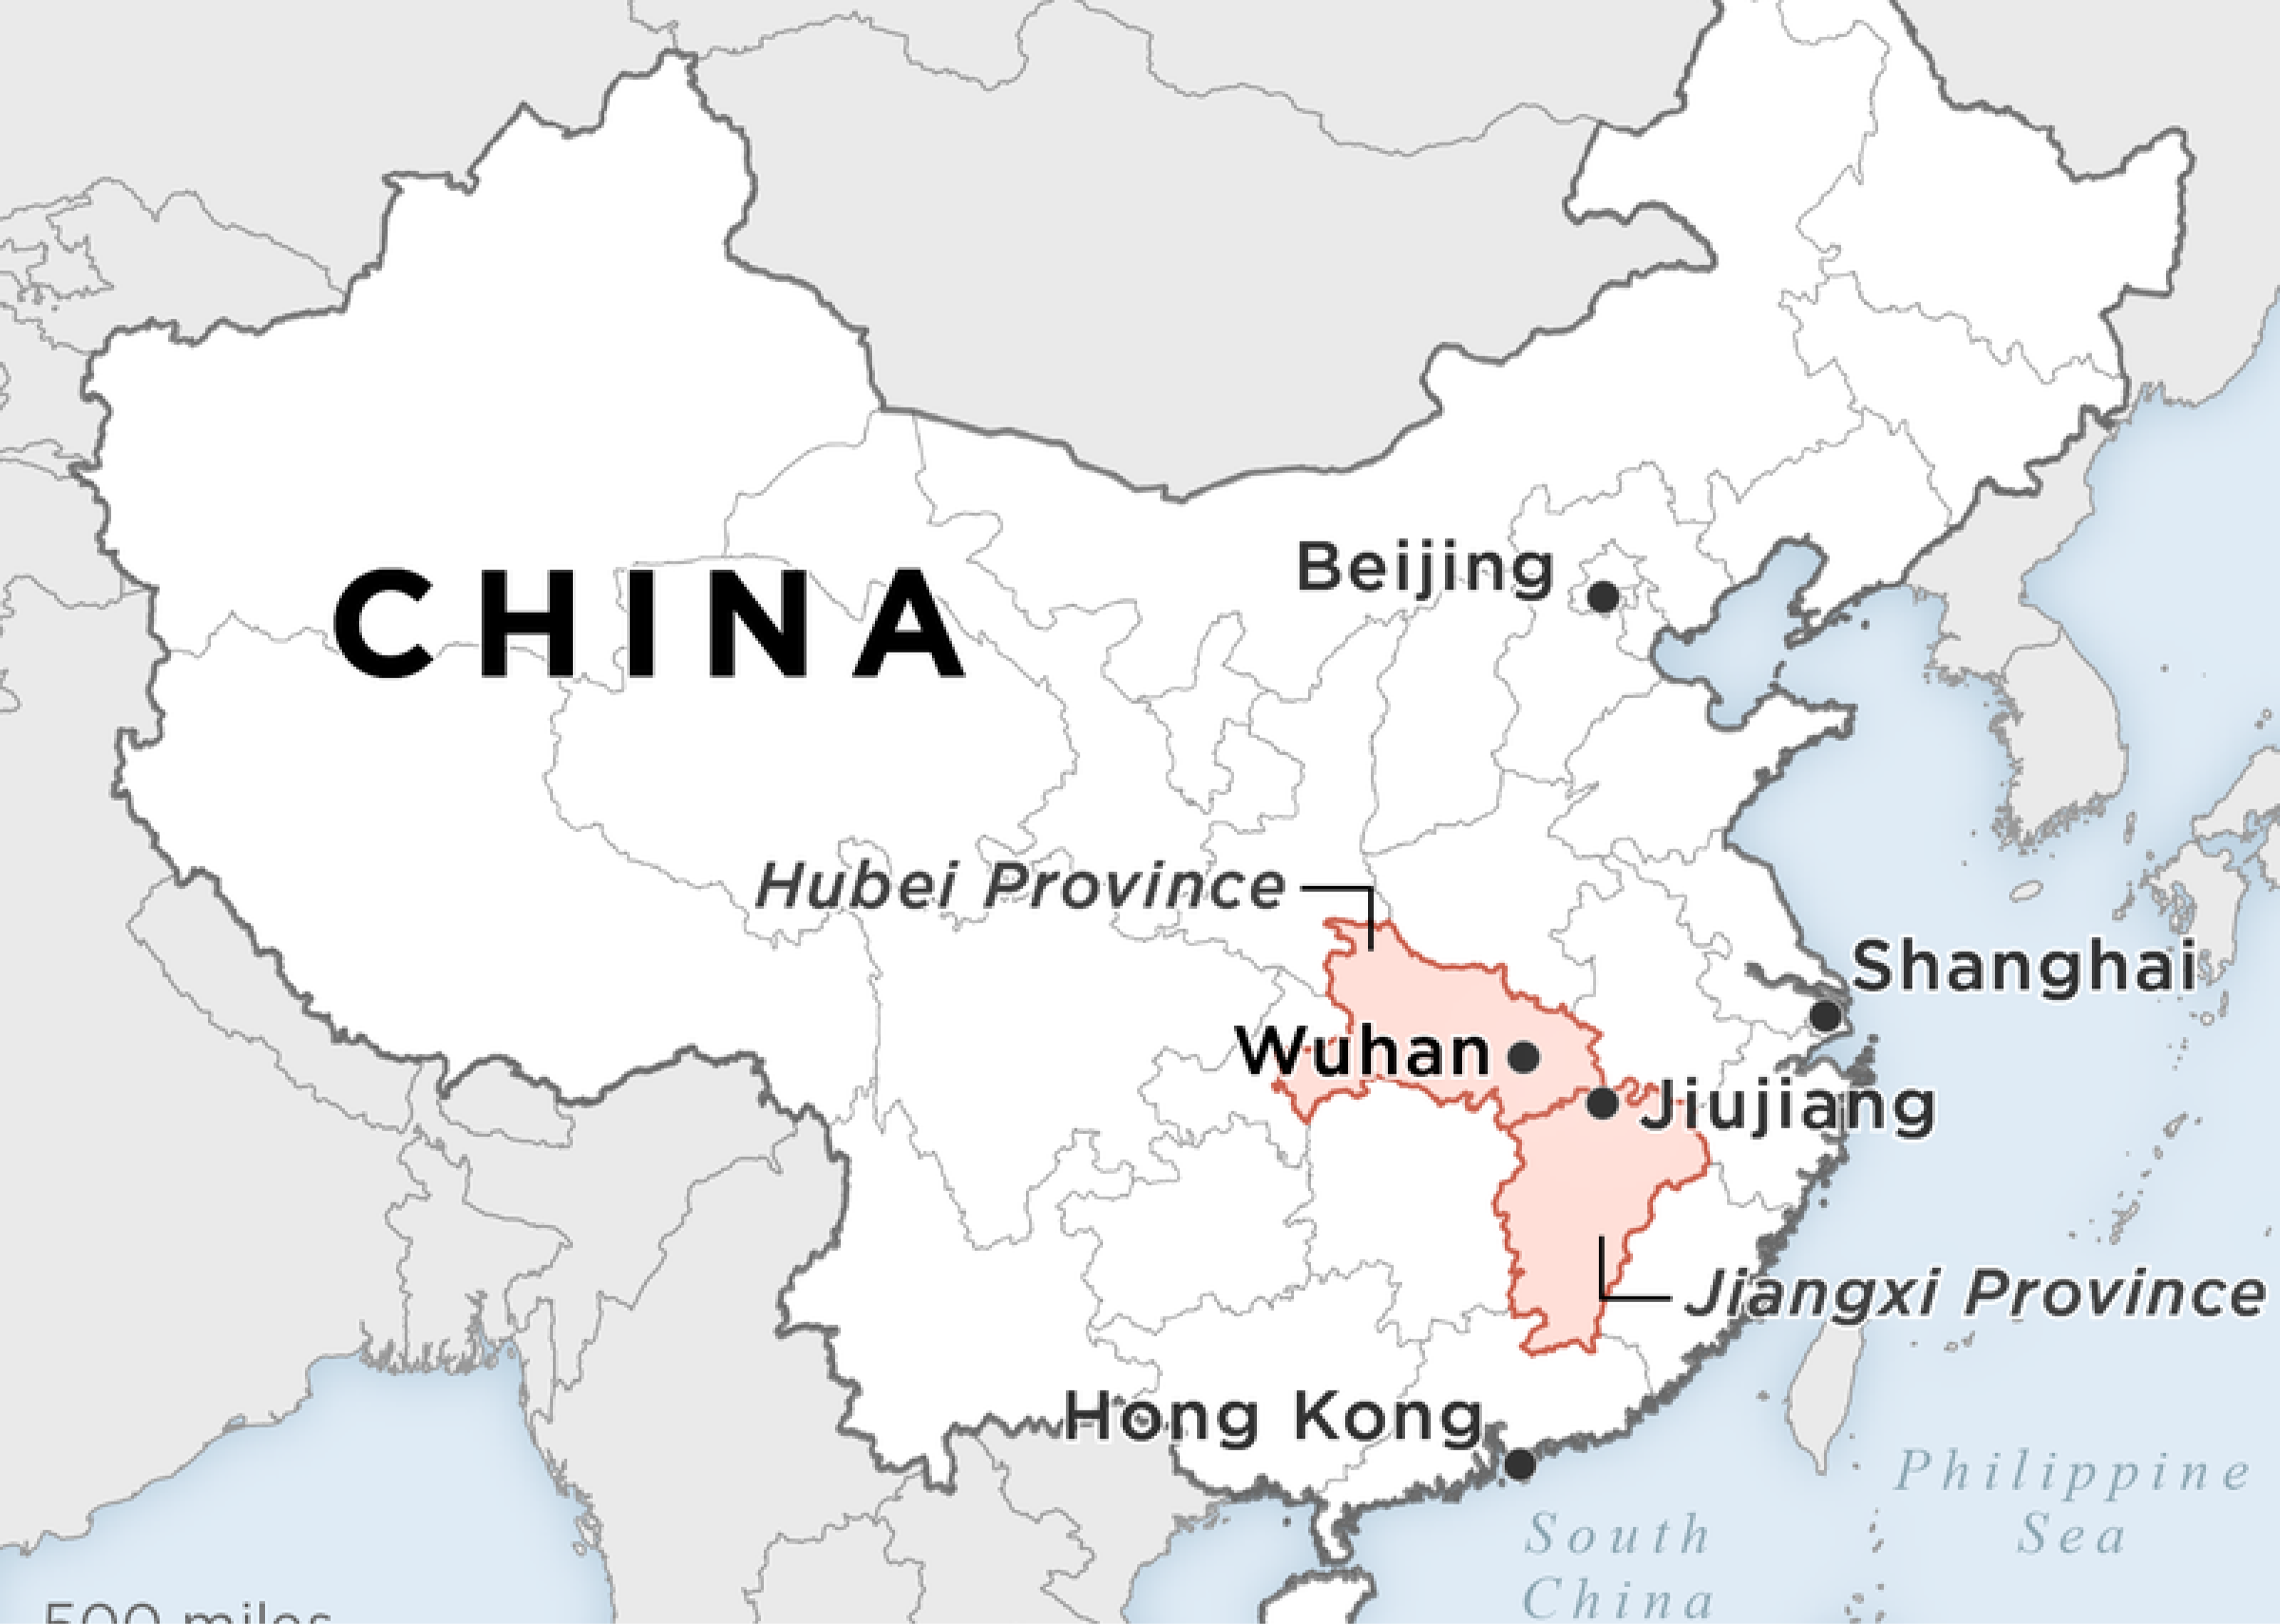 Beijing
CHINA
Hubei Province
Shanghai
Wuhan
Jiujiang
Jiangxi Province
Hong Kong
Philippine
Sea
South
China
500 miles